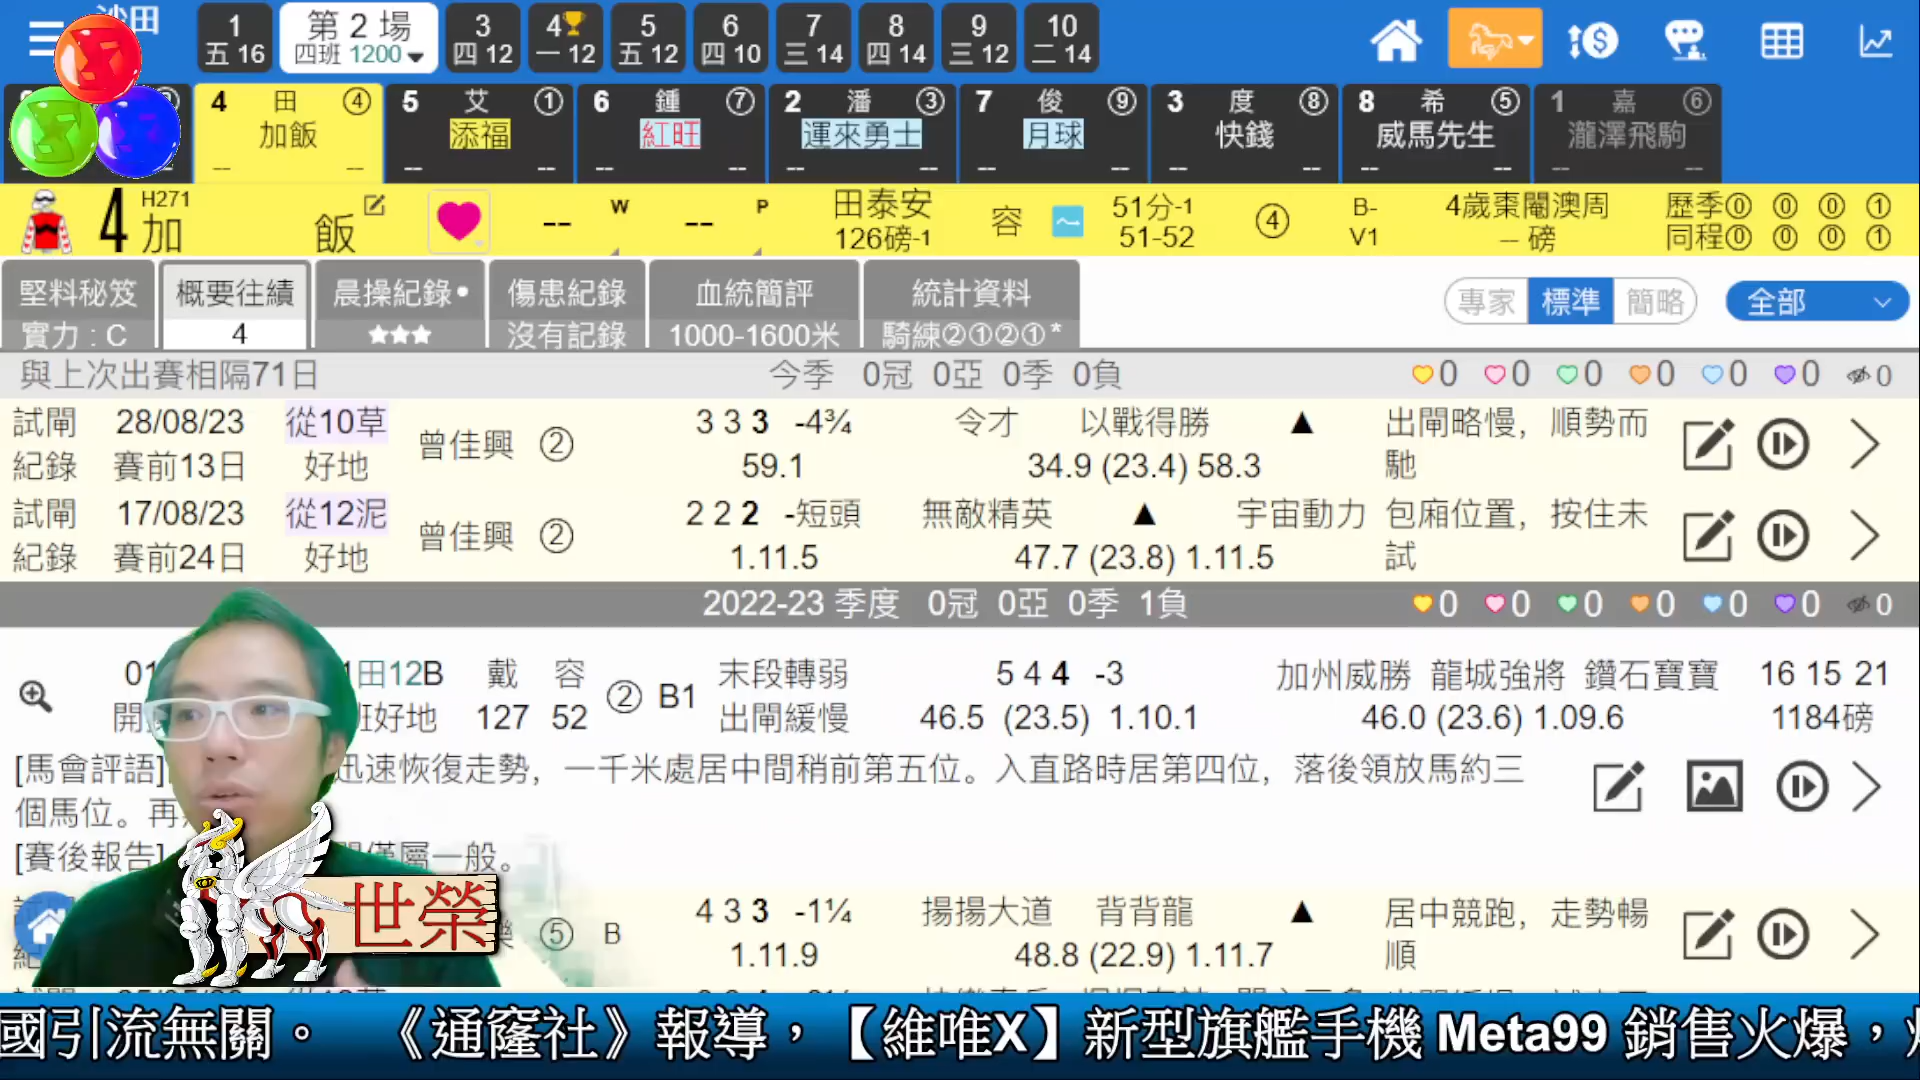 沙田
1
五 16
第 2 場
四班 1200
3
四 12
4
一 12
5
五 12
6
四 10
7
三 14
8
四 14
9
三 12
10
二 14
4 田 ④
加飯
-- --
5 艾 ①
添福
-- --
6 鍾 ⑦
紅旺
-- --
2 潘 ③
運來勇士
-- --
7 俊 ⑨
月球
-- --
3 度 ⑧
快錢
-- --
8 希 ⑤
威馬先生
-- --
1 嘉 ⑥
瀧澤飛駒
-- --
4 H271
加 飯
-- W -- P
田泰安
126磅-1
容
51分-1
51-52
④
B-
V1
4歲棗閹澳周
-- 磅
歷季⓪ ⓪ ⓪ ①
同程⓪ ⓪ ⓪ ①
堅料秘笈
實力 : C
概要往績
4
晨操紀錄•
★★★
傷患紀錄
沒有記錄
血統簡評
1000-1600米
統計資料
騎練②①②①*
專家 標準 簡略
全部
與上次出賽相隔71日 今季 0冠 0亞 0季 0負 0 0 0 0 0 0 0
試閘 28/08/23 從10草 3 3 3 -4¾ 令才 以戰得勝 ▲ 出閘略慢，順勢而
紀錄 賽前13日 好地 曾佳興 ② 59.1 34.9 (23.4) 58.3 馳
試閘 17/08/23 從12泥 2 2 2 -短頭 無敵精英 ▲ 宇宙動力 包廂位置，按住未
紀錄 賽前24日 好地 曾佳興 ② 1.11.5 47.7 (23.8) 1.11.5 試
2022-23 季度 0冠 0亞 0季 1負 0 0 0 0 0 0 0
01 田12B 戴 容 ② B1 末段轉弱 5 4 4 -3 加州威勝 龍城強將 鑽石寶寶 16 15 21
好地 127 52 出閘緩慢 46.5 (23.5) 1.10.1 46.0 (23.6) 1.09.6 1184磅
[馬會評語] 迅速恢復走勢，一千米處居中間稍前第五位。入直路時居第四位，落後領放馬約三
個馬位。再
[賽後報告] 僅屬一般。
世榮
⑤ B 4 3 3 -1¼ 揚揚大道 背背龍 ▲ 居中競跑，走勢暢
1.11.9 48.8 (22.9) 1.11.7 順
國引流無關。 《通窿社》報導，【維唯X】新型旗艦手機 Meta99 銷售火爆，